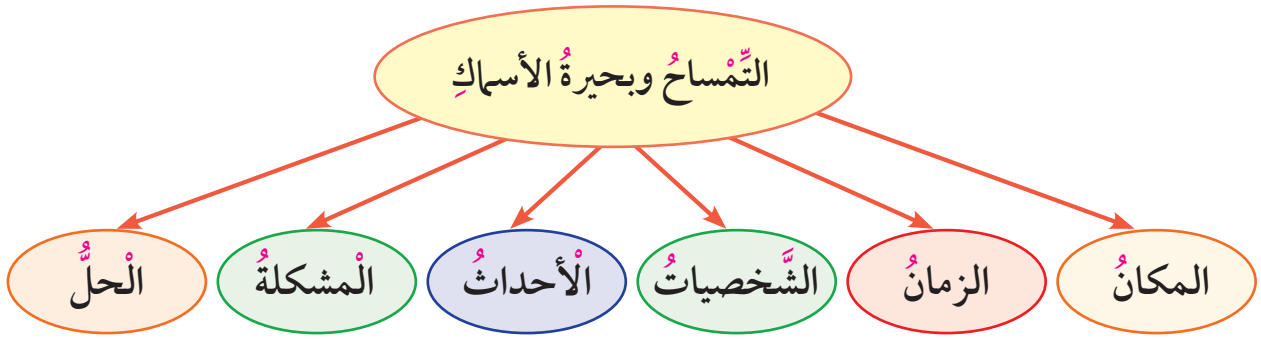 التِّمْساحُ وبحيرةُ الأسماكِ
المكانُ
الزمانُ
الشَّخصياتُ
الْأحداثُ
الْمشكلةُ
الْحلُّ